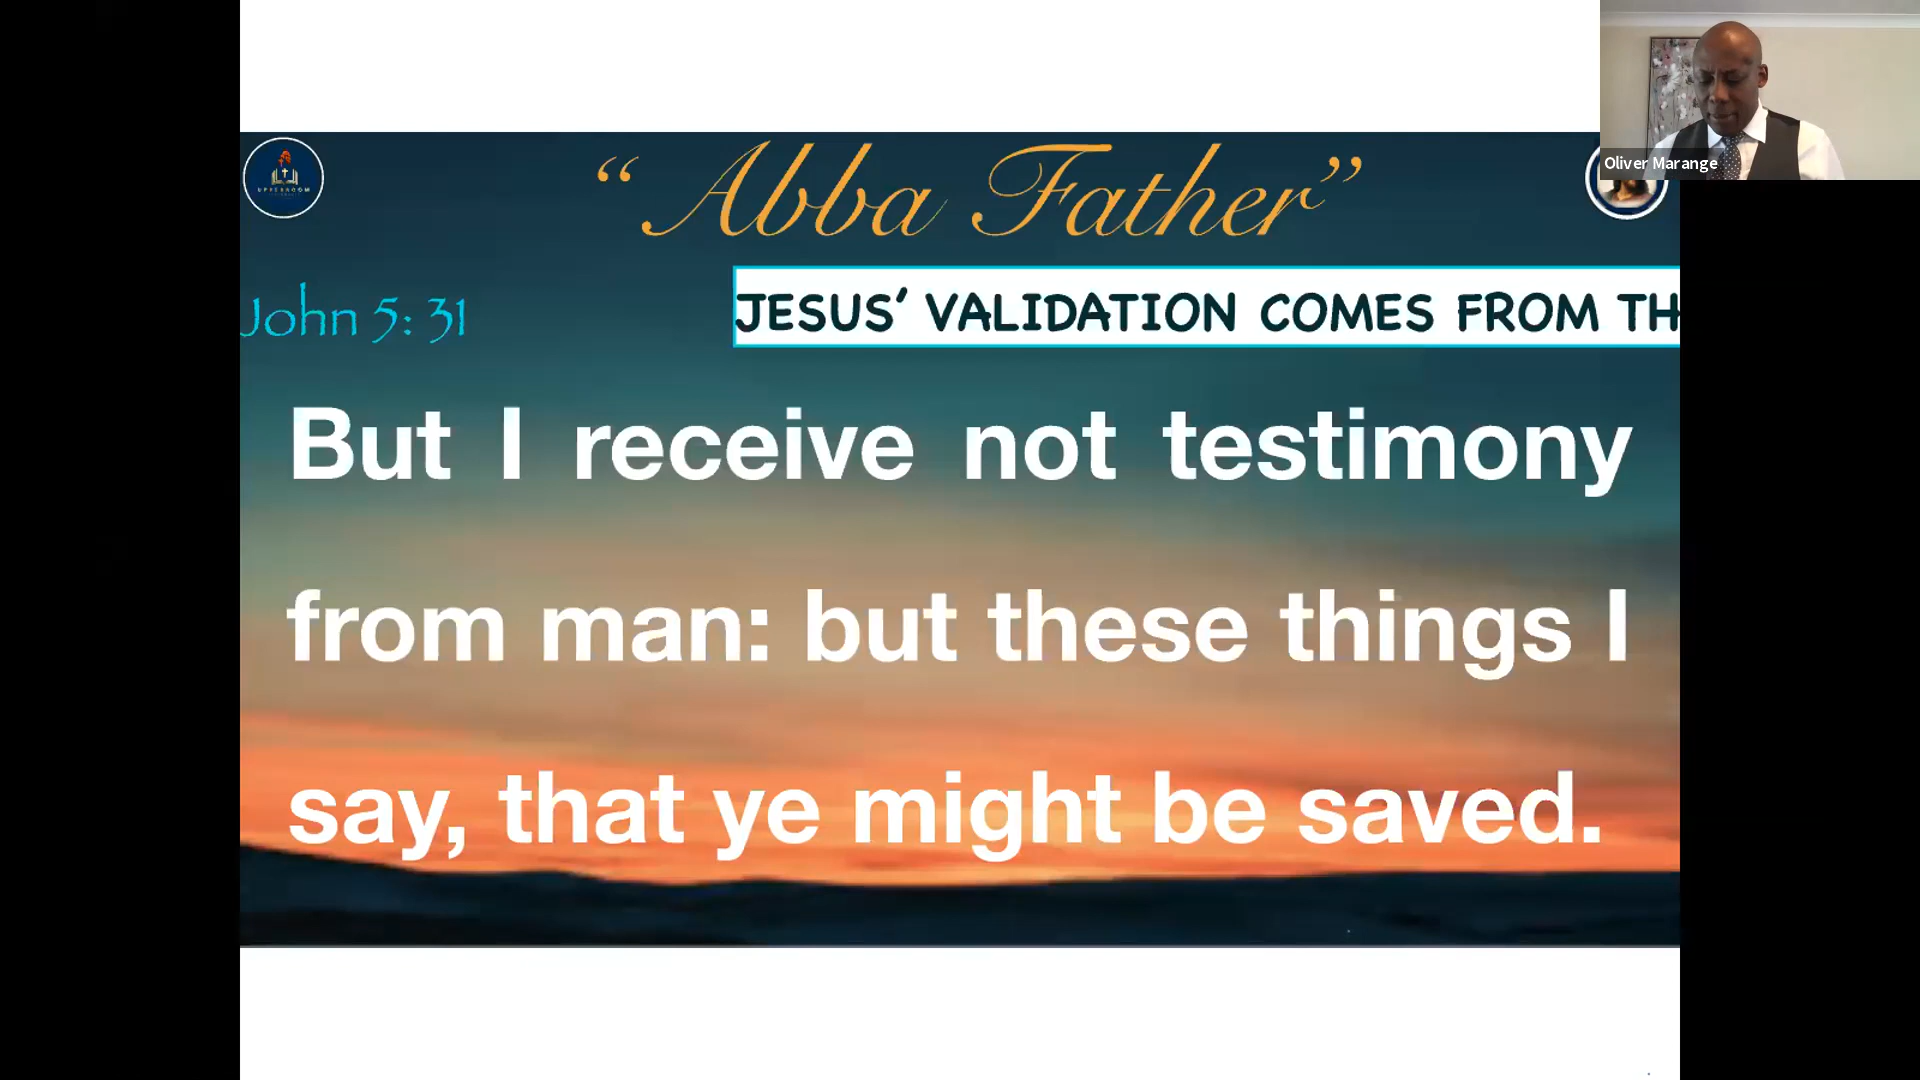 “ Abba Father”
Oliver Marange
UPPEROOM
John 5: 31
JESUS’ VALIDATION COMES FROM TH
But I receive not testimony
from man: but these things I
say, that ye might be saved.